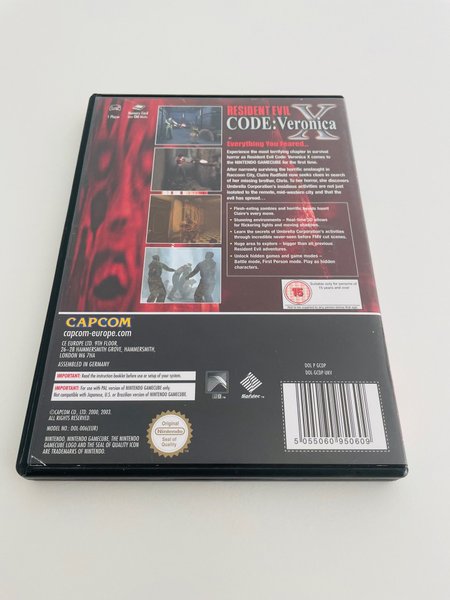 1 Player
Memory Card
RESIDENT EVIL
CODE:Veronica
X
Everything You Feared...
Experience the most terrifying chapter in survival
horror as Resident Evil Code: Veronica X comes to
the NINTENDO GAMECUBE for the first time.
After narrowly surviving the horrific onslaught in
Raccoon City, Claire Redfield now seeks clues in search
of her missing brother, Chris. To her horror, she discovers
Umbrella Corporation's insidious activities are not just
isolated to the remote, mid-western city and that the
evil has spread...
• Flesh-eating zombies and horrific beasts haunt
Claire's every move.
• Stunning environments – Real-time 3D allows
for flickering lights and moving shadows.
• Learn the secrets of Umbrella Corporation's activities
through incredible never-seen-before FMV cut scenes.
• Huge area to explore – bigger than all previous
Resident Evil adventures.
• Unlock hidden games and game modes –
Battle mode, First Person mode, Play as hidden
characters.
15
Suitable only for persons of
15 years and over
CAPCOM
capcom-europe.com
CE EUROPE LTD. 9TH FLOOR,
26-28 HAMMERSMITH GROVE, HAMMERSMITH,
LONDON W6 7HA
ASSEMBLED IN GERMANY
IMPORTANT: Read the instruction booklet before use or setup of your system.
IMPORTANT: For use with PAL version of NINTENDO GAMECUBE only.
Not compatible with Japanese, U.S. or Brazilian version of NINTENDO GAMECUBE.
©CAPCOM CO., LTD. 2000, 2003.
ALL RIGHTS RESERVED.
MODEL NO.: DOL-006(EUR)
NINTENDO, NINTENDO GAMECUBE, THE NINTENDO
GAMECUBE LOGO AND THE SEAL OF QUALITY ICON
ARE TRADEMARKS OF NINTENDO.
Original
Nintendo
Seal of
Quality
DOL P GCDP
DOL GCDP UKV
5 055060 950609